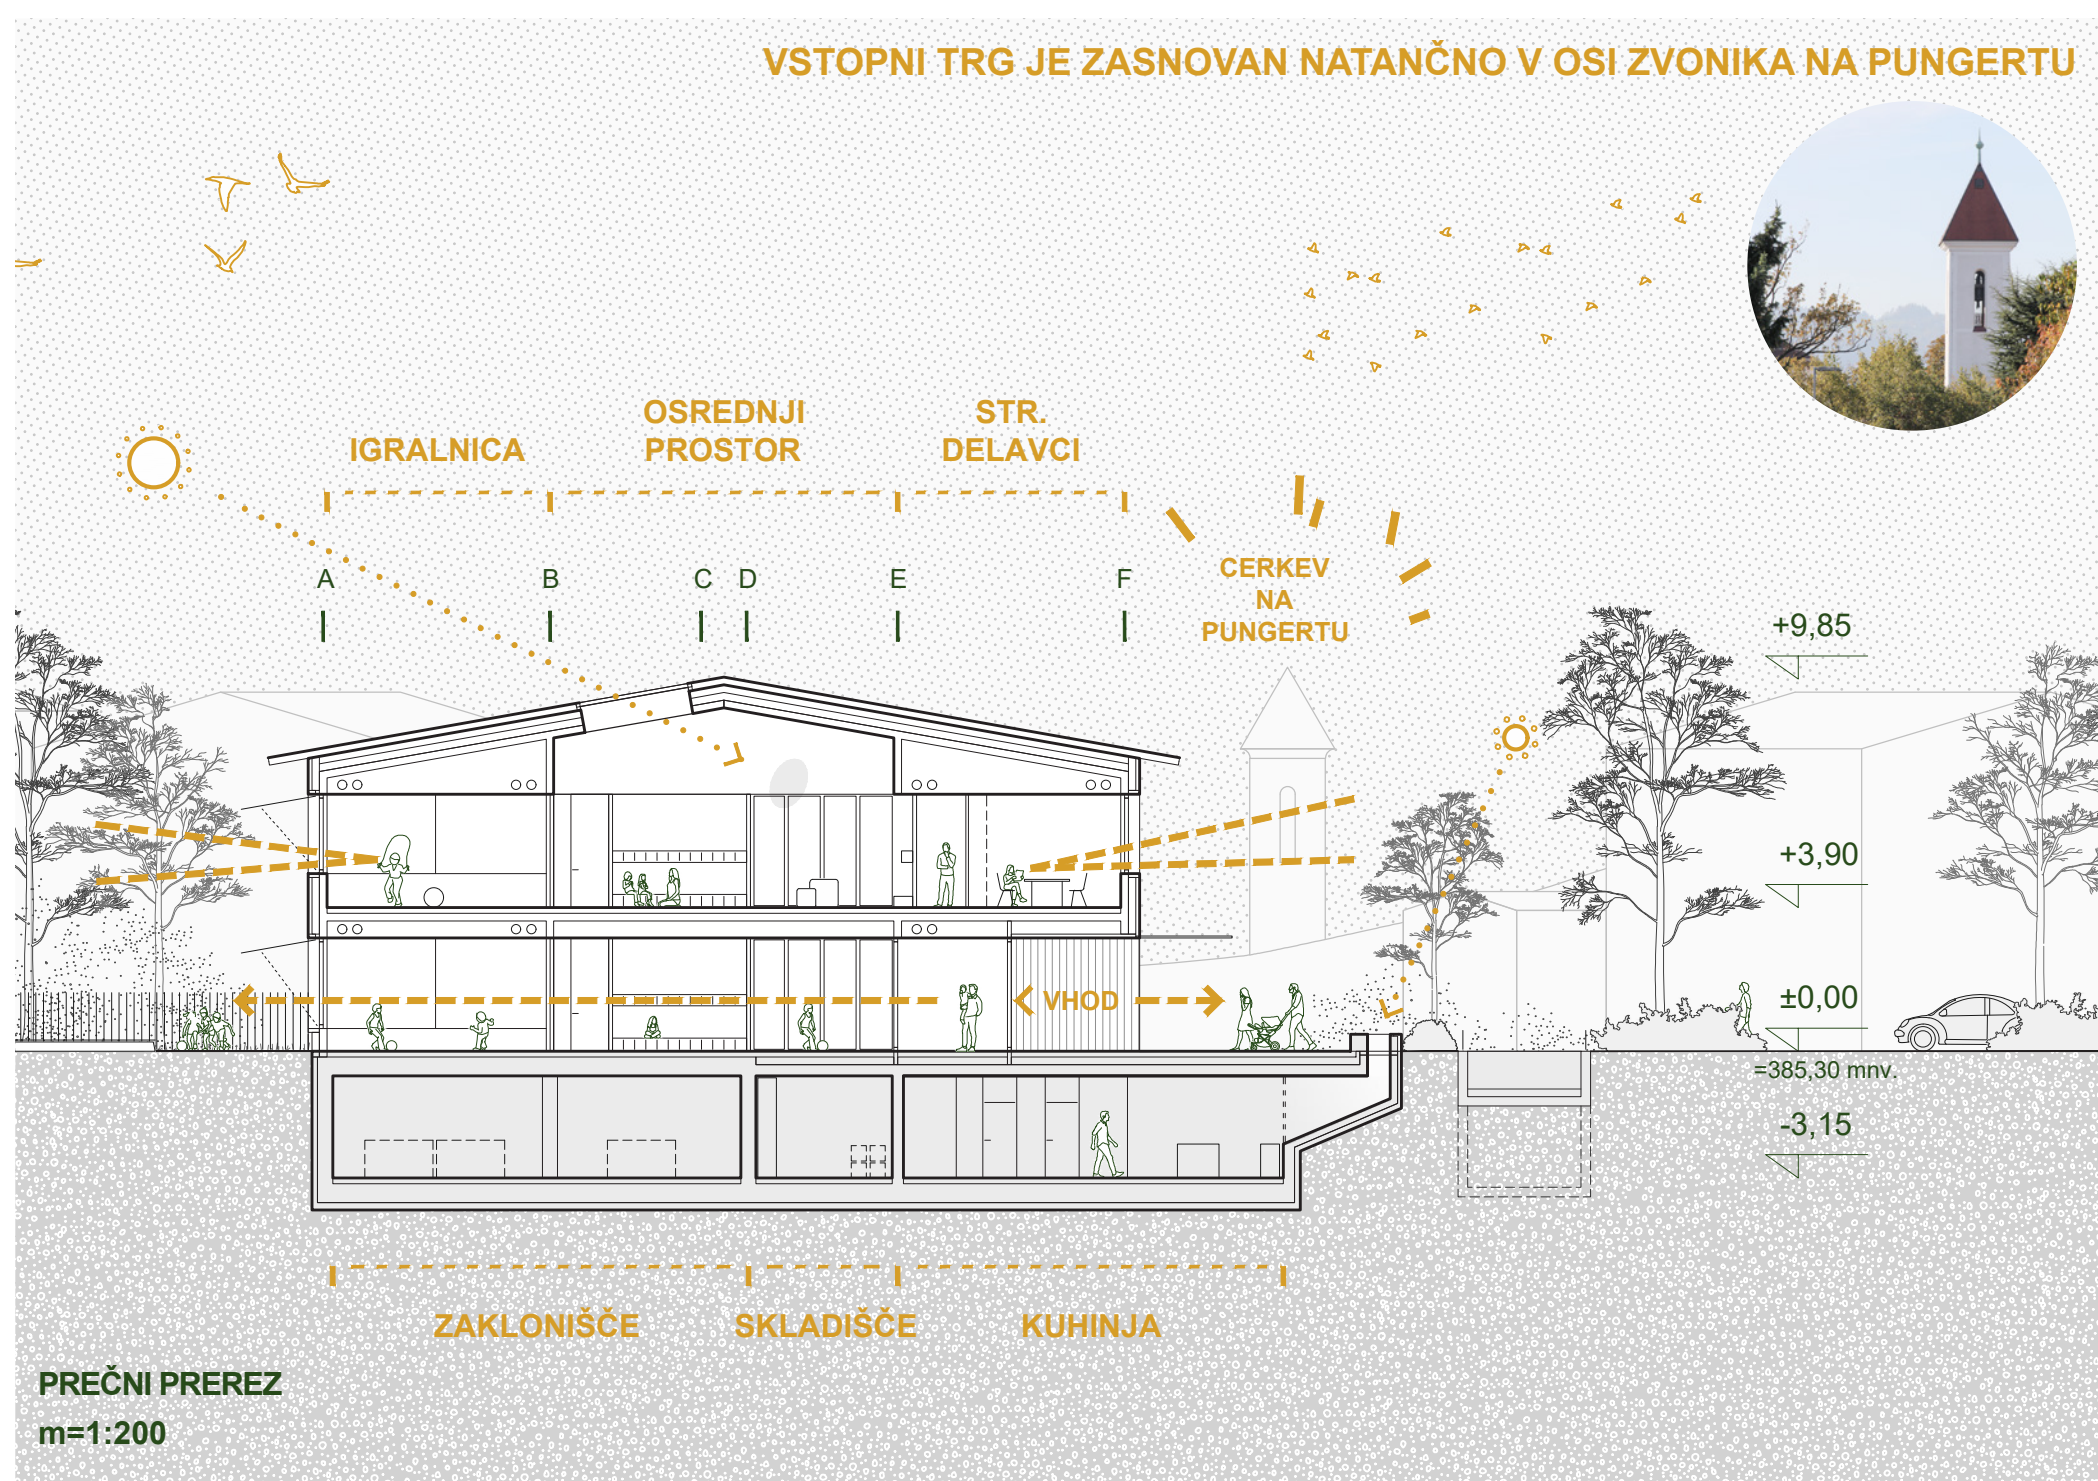 VSTOPNI TRG JE ZASNOVAN NATANČNO V OSI ZVONIKA NA PUNGERTU
IGRALNICA
OSREDNJI
PROSTOR
STR.
DELAVCI
A
B
C
D
E
F
CERKEV
NA
PUNGERTU
+9,85
+3,90
±0,00
=385,30 mnv.
-3,15
VHOD
ZAKLONIŠČE
SKLADIŠČE
KUHINJA
PREČNI PREREZ
m=1:200